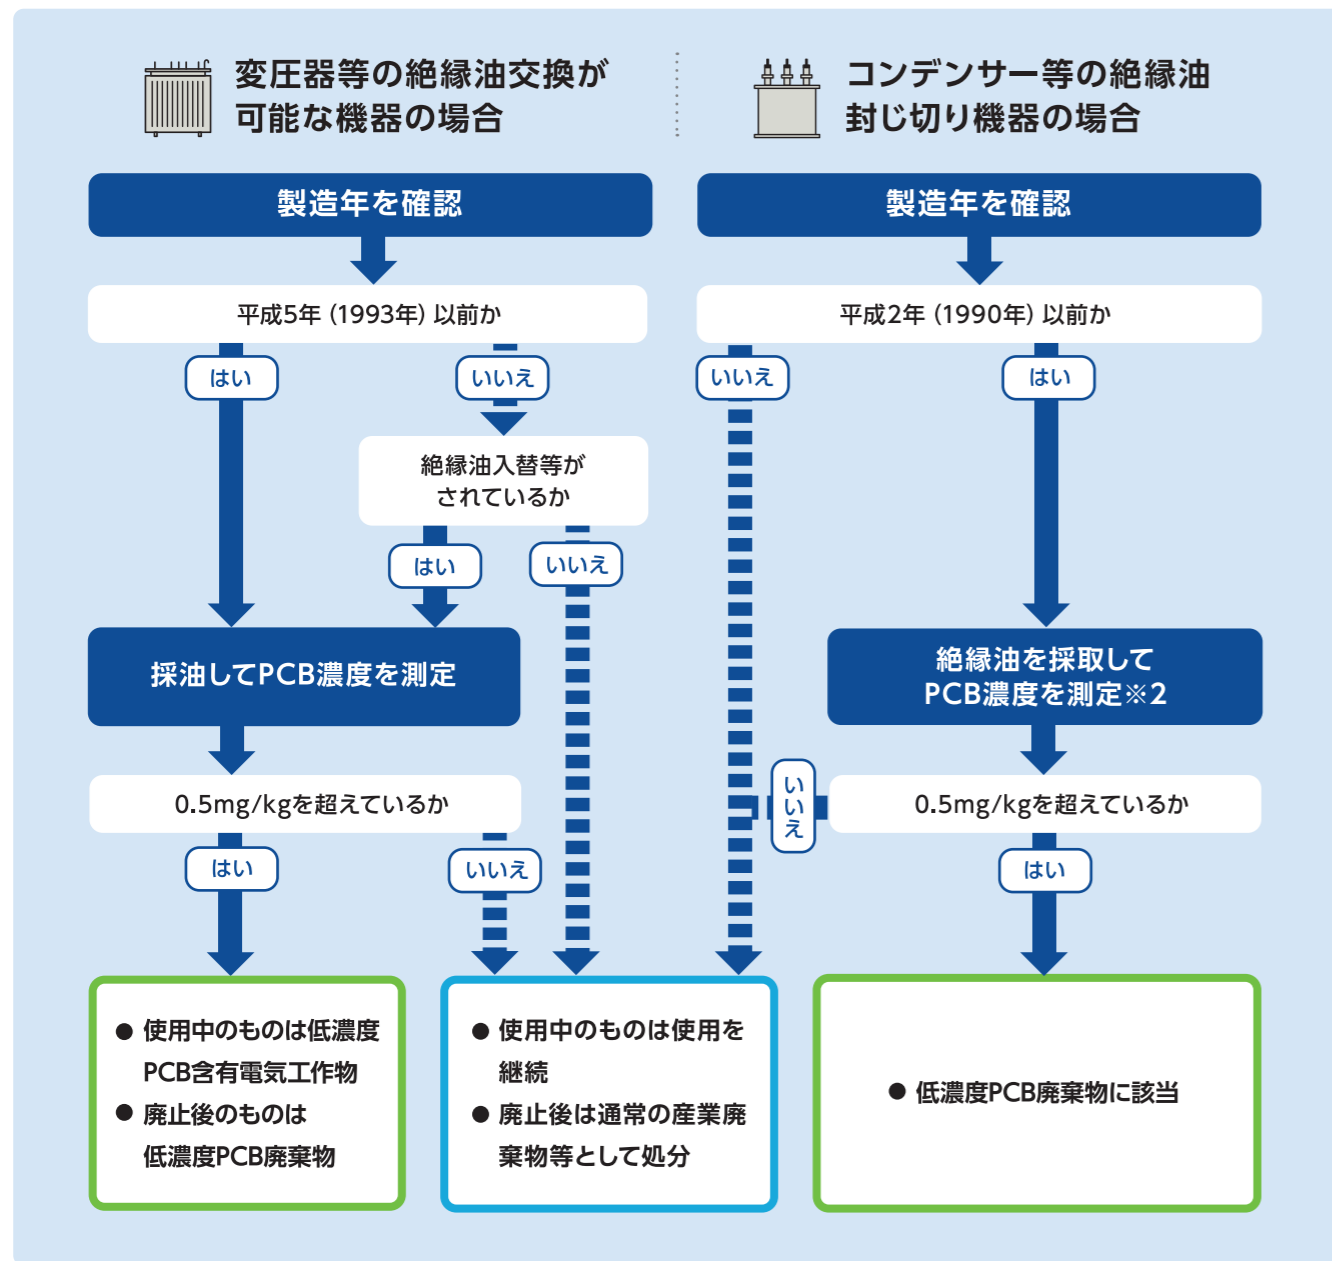 変圧器等の絶縁油交換が
可能な機器の場合
製造年を確認
平成5年（1993年）以前か
はい
いいえ
絶縁油入替等が
されているか
はい
いいえ
採油してPCB濃度を測定
0.5mg/kgを超えているか
はい
いいえ
● 使用中のものは低濃度
PCB含有電気工作物
● 廃止後のものは
低濃度PCB廃棄物
● 使用中のものは使用を
継続
● 廃止後は通常の産業廃
棄物等として処分
コンデンサー等の絶縁油
封じ切り機器の場合
製造年を確認
平成2年（1990年）以前か
いいえ
はい
絶縁油を採取して
PCB濃度を測定※2
いいえ
0.5mg/kgを超えているか
はい
● 低濃度PCB廃棄物に該当